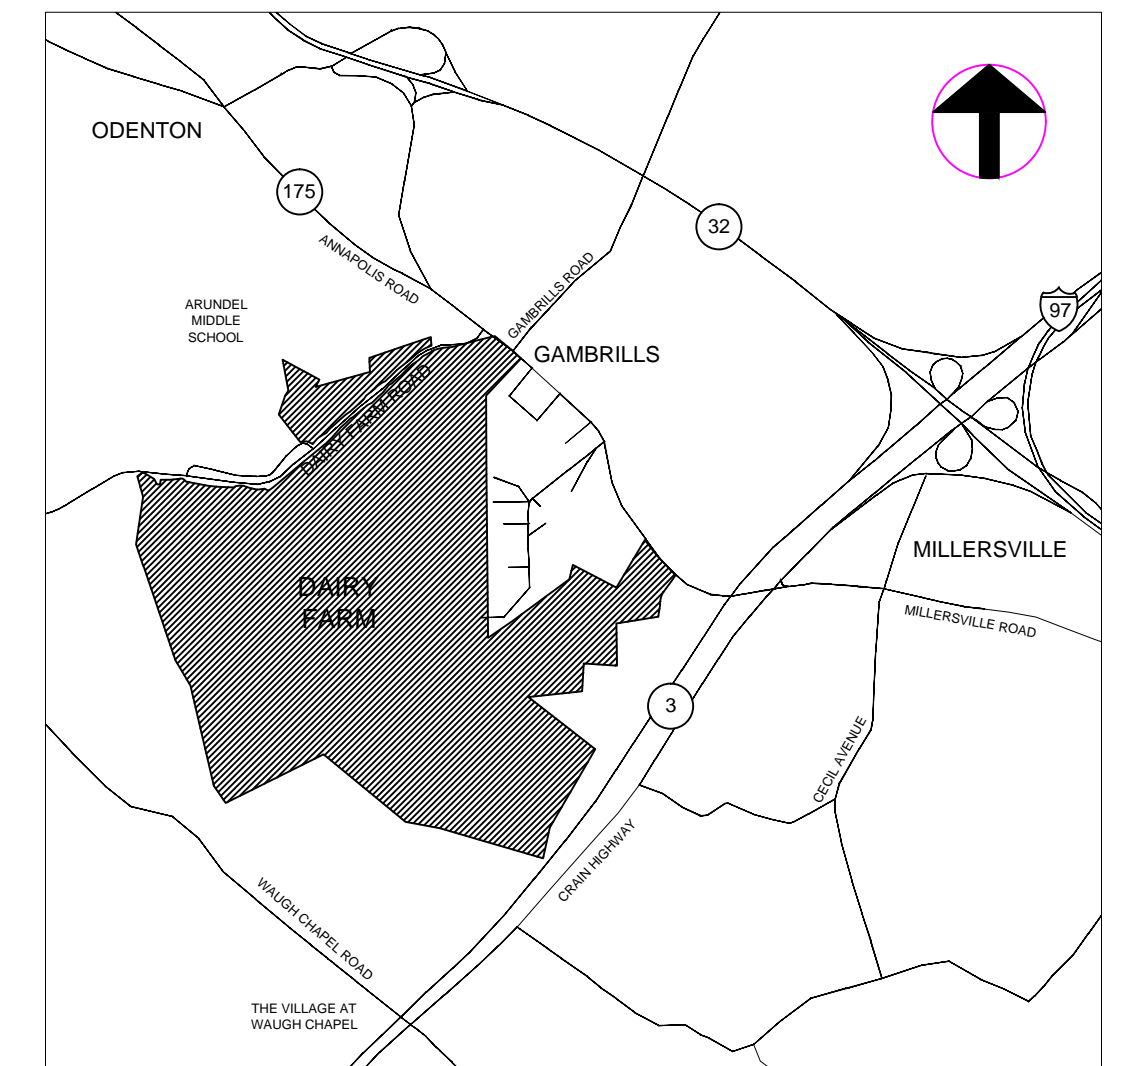 ODENTON
175
32
ANNAPOLIS ROAD
GAMBRILLS ROAD
97
ARUNDEL
MIDDLE
SCHOOL
GAMBRILLS
DAIRY FARM ROAD
MILLERSVILLE
DAIRY
FARM
MILLERSVILLE ROAD
3
CECIL AVENUE
CRAIN HIGHWAY
WAUGH CHAPEL ROAD
THE VILLAGE AT
WAUGH CHAPEL